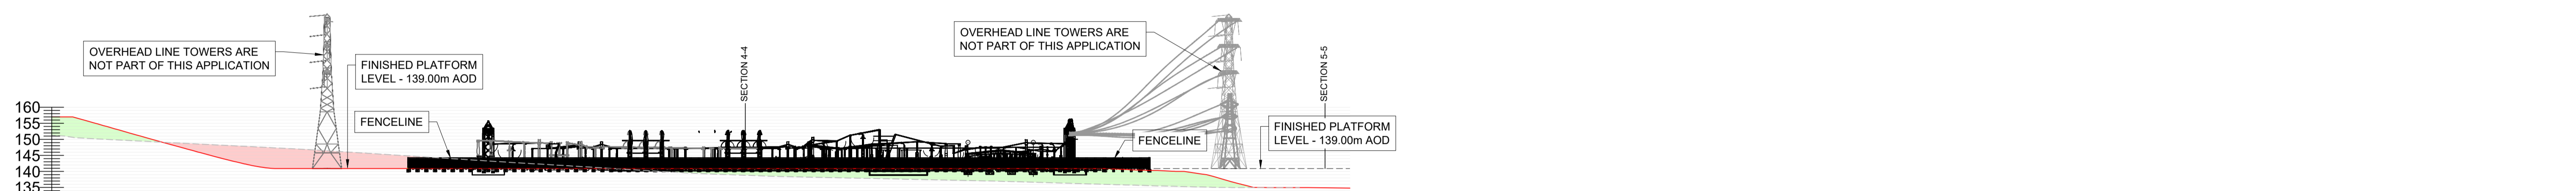 OVERHEAD LINE TOWERS ARE
NOT PART OF THIS APPLICATION
FINISHED PLATFORM
LEVEL - 139.00m AOD
FENCELINE
SECTION 4-4
OVERHEAD LINE TOWERS ARE
NOT PART OF THIS APPLICATION
SECTION 5-5
FENCELINE
FINISHED PLATFORM
LEVEL - 139.00m AOD
160
155
150
145
140
135